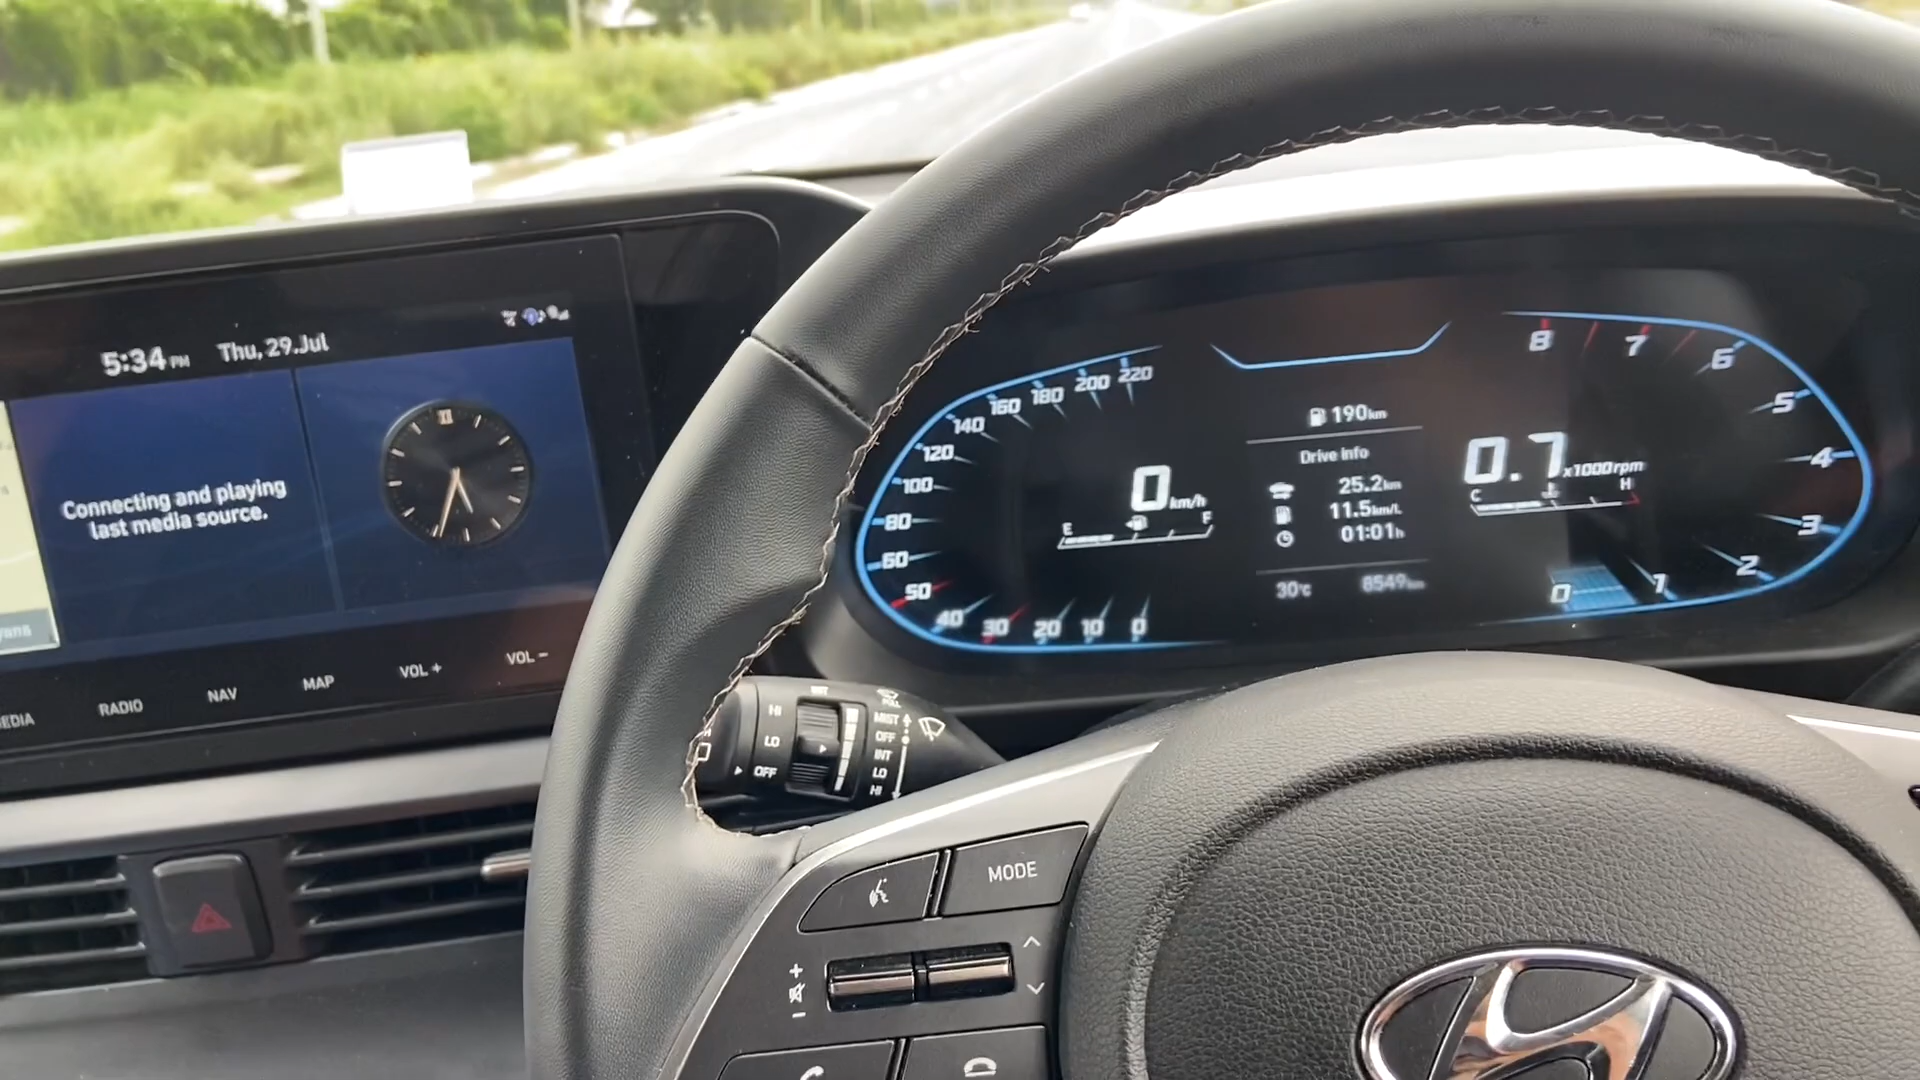 5:34 PM Thu, 29.Jul
Connecting and playing
last media source.
XII
RADIO NAV MAP VOL + VOL -
220
200
180
160
140
120
100
80
60
50
40
30
20
10
0
0 km/h
E F
190km
Drive info
25.2km
11.5km/L
01:01h
30°c 8549km
0.7 x1000rpm
C H
8
7
6
5
4
3
2
1
0
HI
LO
OFF
INT
PULL
MIST
OFF
INT
LO
HI
MODE
+
-